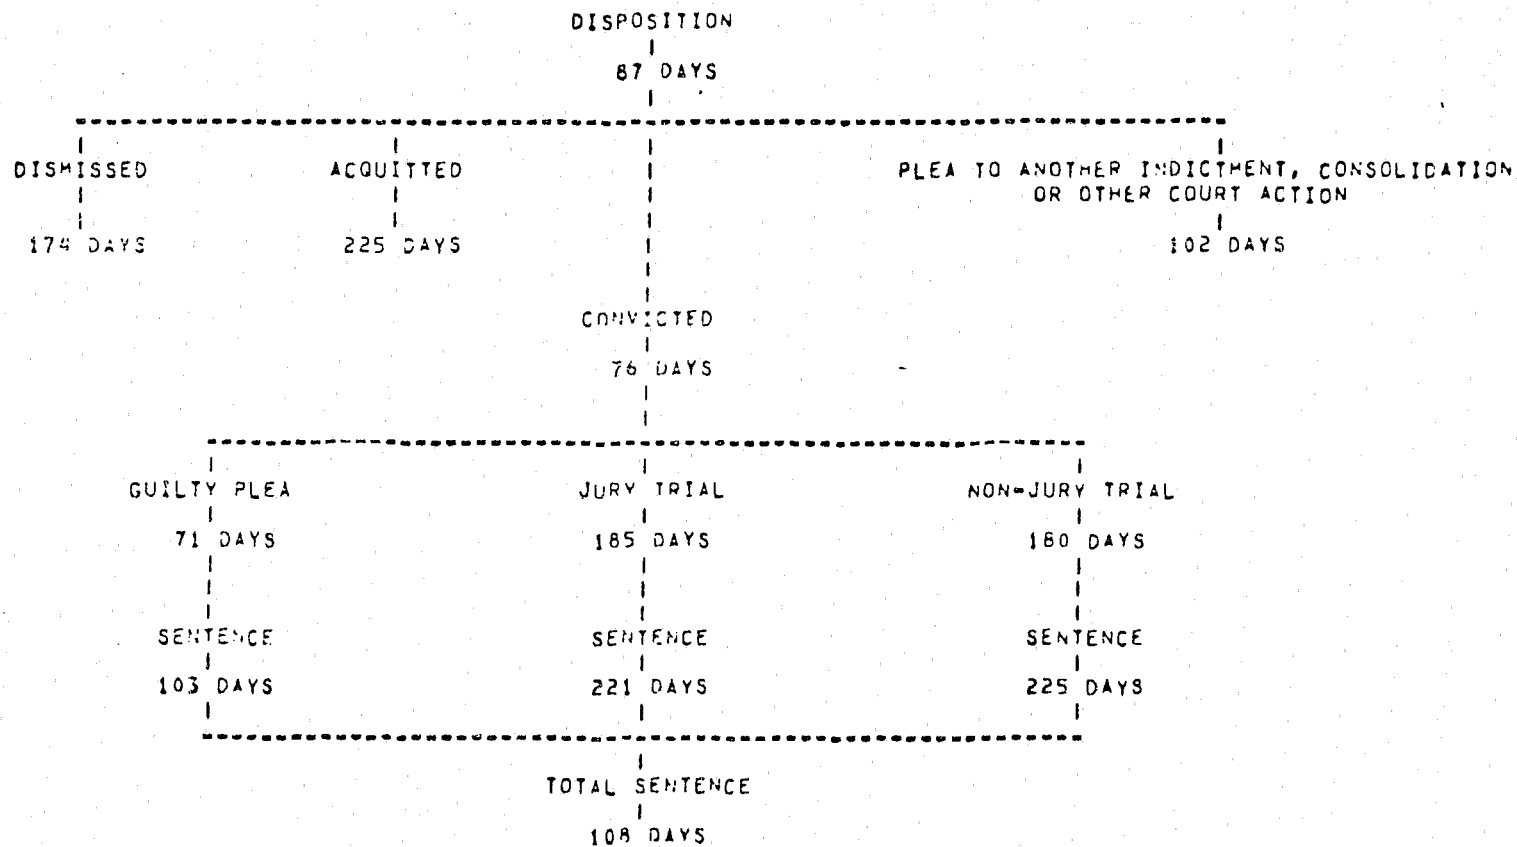 DISPOSITION
87 DAYS
DISMISSED ACQUITTED PLEA TO ANOTHER INDICTMENT, CONSOLIDATION
OR OTHER COURT ACTION
174 DAYS 225 DAYS 102 DAYS
CONVICTED
76 DAYS
GUILTY PLEA JURY TRIAL NON-JURY TRIAL
71 DAYS 185 DAYS 180 DAYS
SENTENCE SENTENCE SENTENCE
103 DAYS 221 DAYS 225 DAYS
TOTAL SENTENCE
108 DAYS